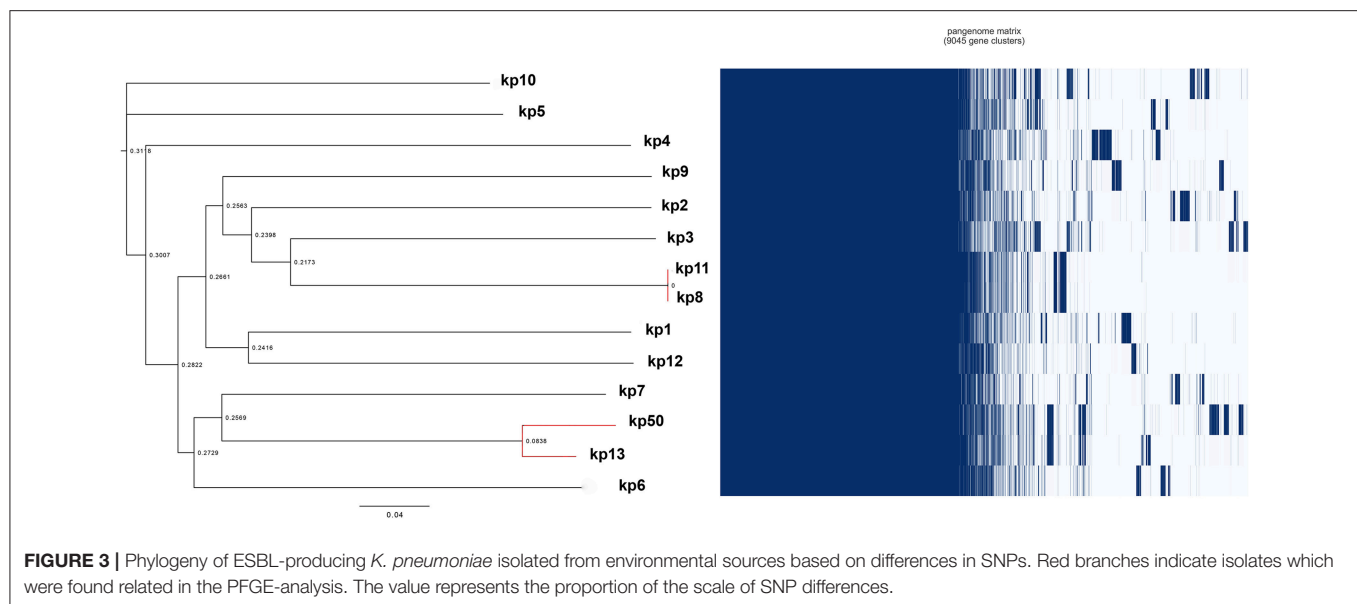 pangenome matrix
(9045 gene clusters)
kp10
kp5
0.3118
kp4
kp9
0.2563
kp2
0.2398
kp3
0.3007
0.2173
0.2661
kp11
0
kp8
kp1
0.2416
0.2822
kp12
kp7
0.2569
kp50
0.0838
kp13
0.2729
kp6
0.04
FIGURE 3 | Phylogeny of ESBL-producing K. pneumoniae isolated from environmental sources based on differences in SNPs. Red branches indicate isolates which
were found related in the PFGE-analysis. The value represents the proportion of the scale of SNP differences.